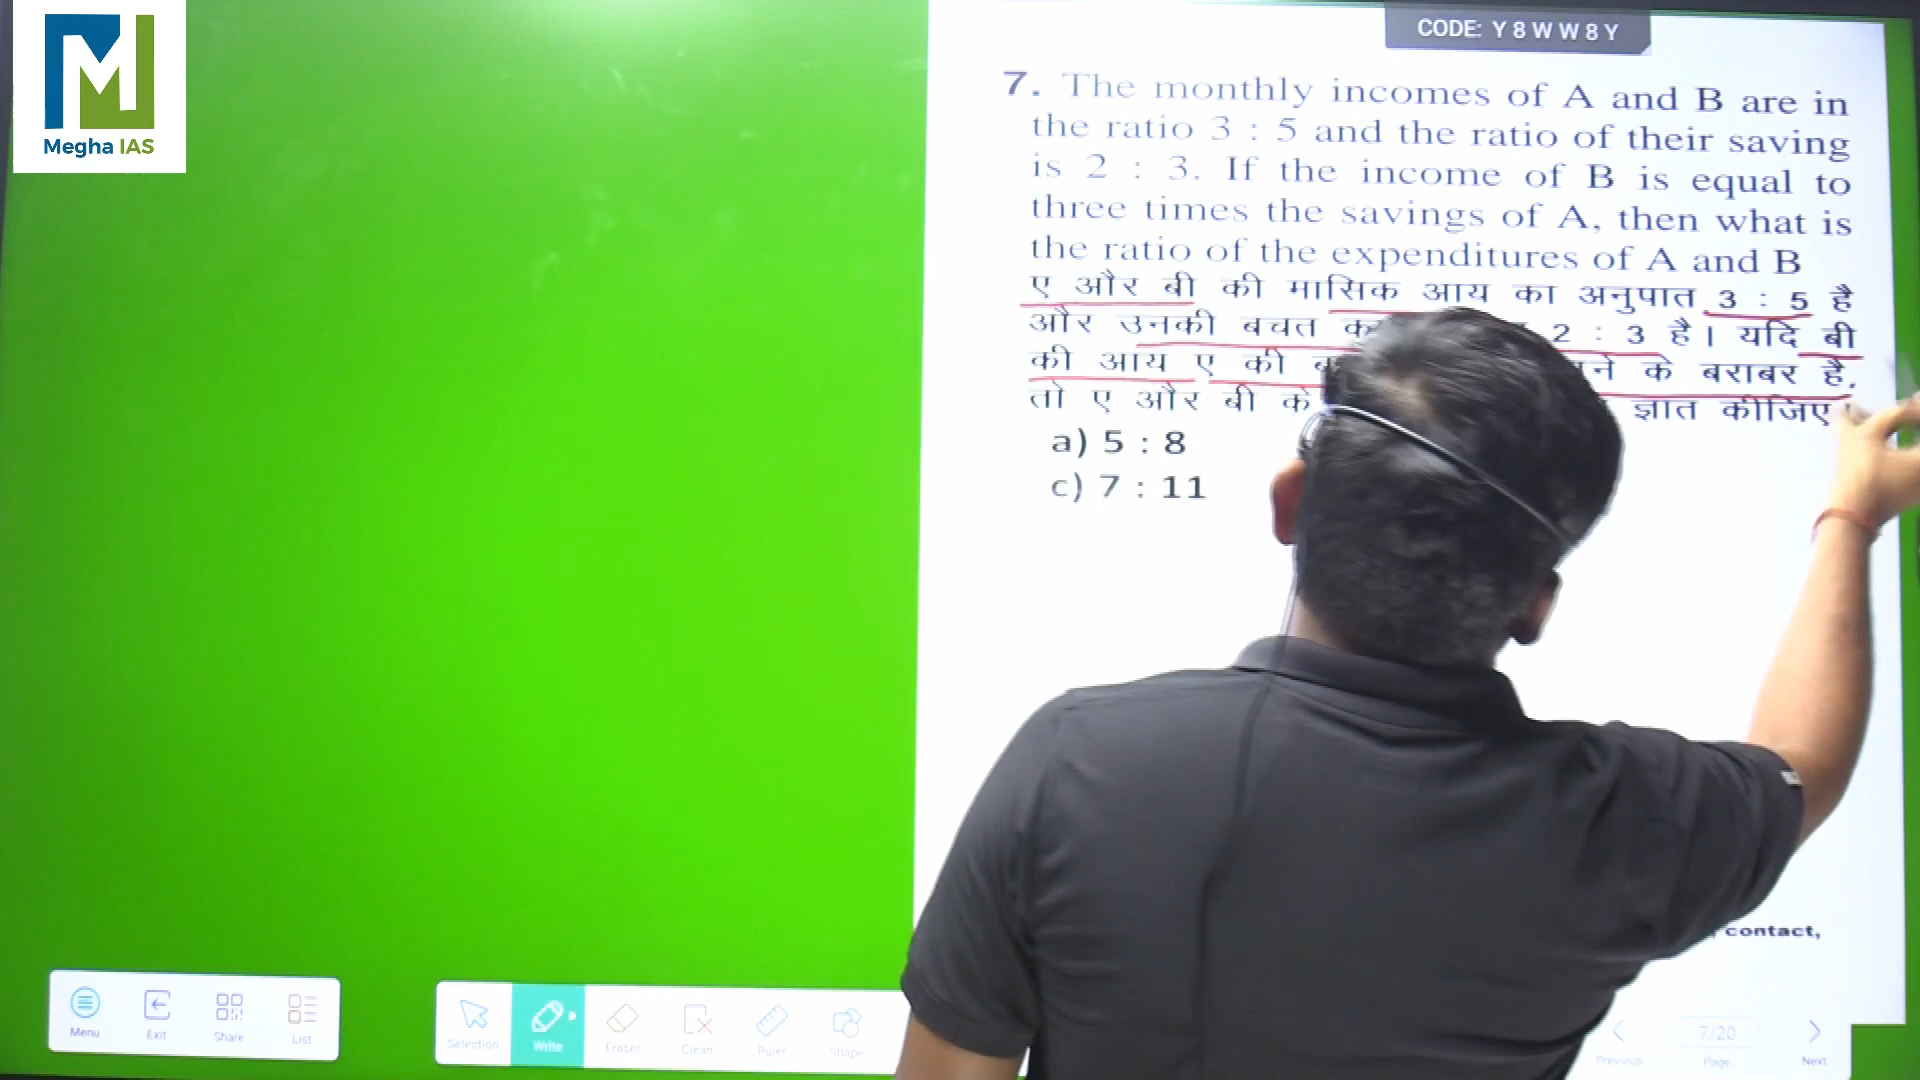 Megha IAS
CODE: Y8WW8Y
7. The monthly incomes of A and B are in
the ratio 3 : 5 and the ratio of their saving
is 2 : 3. If the income of B is equal to
three times the savings of A, then what is
the ratio of the expenditures of A and B
ए और बी की मासिक आय का अनुपात 3 : 5 है
और उनकी बचत 2 : 3 है। यदि बी
की आय ए की के बराबर है.
तो ए और बी के ज्ञात कीजिए।
a) 5 : 8
c) 7 : 11
contact,
Menu Exit Share List
Selection Write Eraser Clean Ruler Shape
Previous 7/20 Page Next